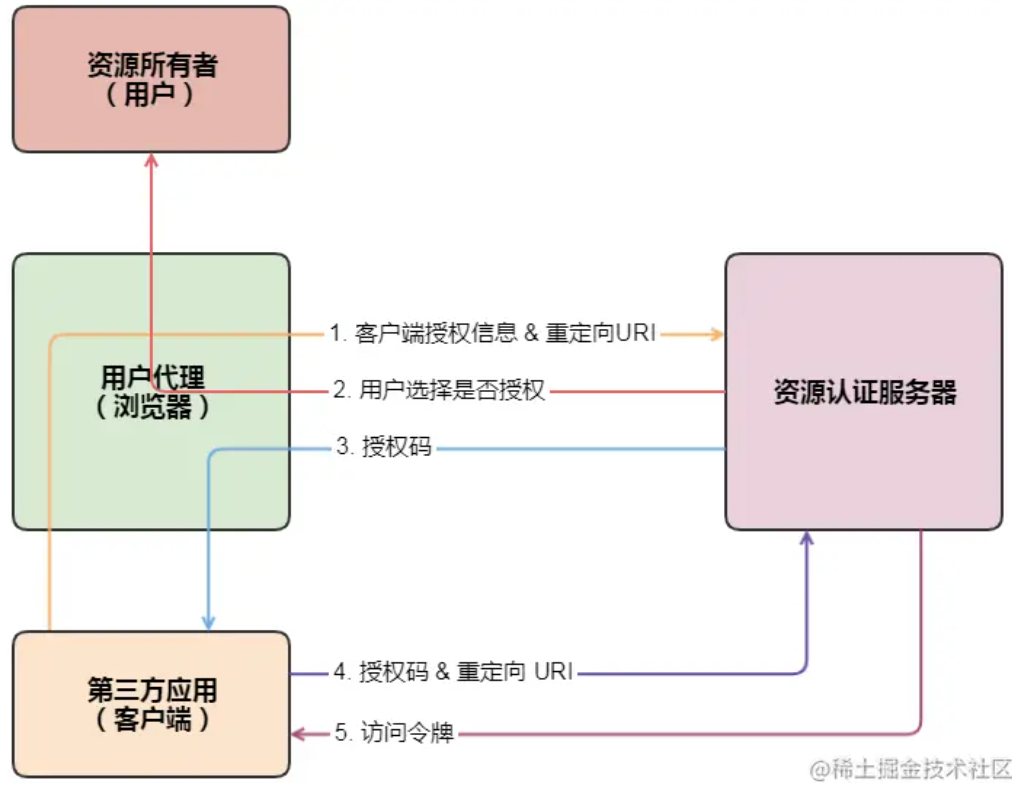 资源所有者
（用户）
1. 客户端授权信息 & 重定向URI
用户代理
（浏览器）
2. 用户选择是否授权
资源认证服务器
3. 授权码
第三方应用
（客户端）
4. 授权码 & 重定向 URI
5. 访问令牌
@稀土掘金技术社区